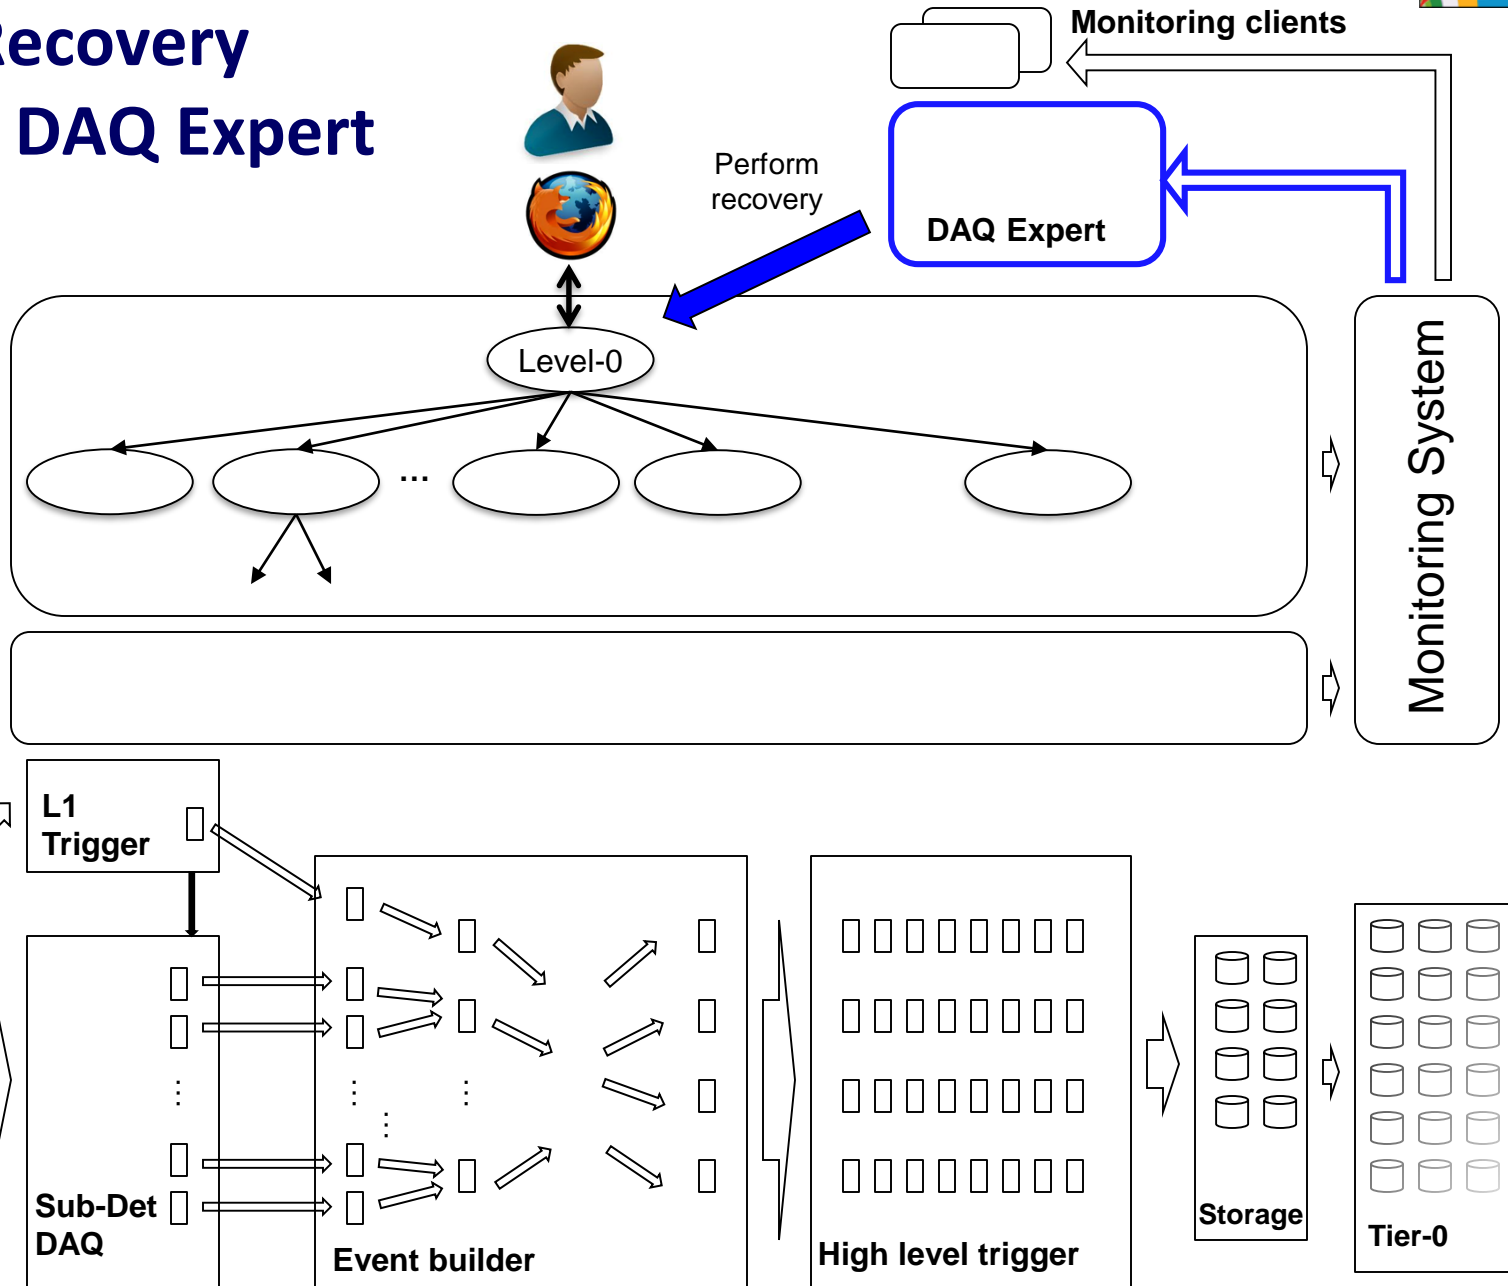 Recovery
DAQ Expert
Monitoring clients
Perform
recovery
DAQ Expert
Level-0
...
Monitoring System
L1
Trigger
Sub-Det
DAQ
Event builder
High level trigger
Storage
Tier-0